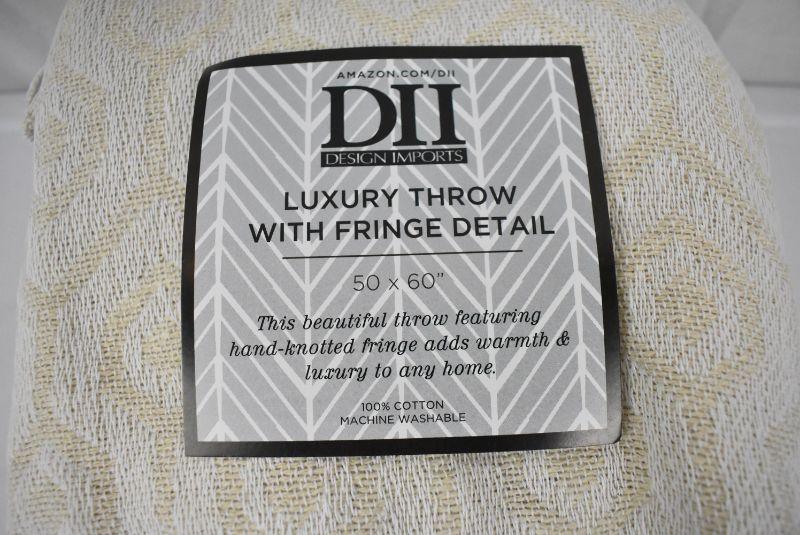 AMAZON.COM/DII
DII
DESIGN IMPORTS
LUXURY THROW
WITH FRINGE DETAIL
50 x 60"
This beautiful throw featuring
hand-knotted fringe adds warmth &
luxury to any home.
100% COTTON
MACHINE WASHABLE